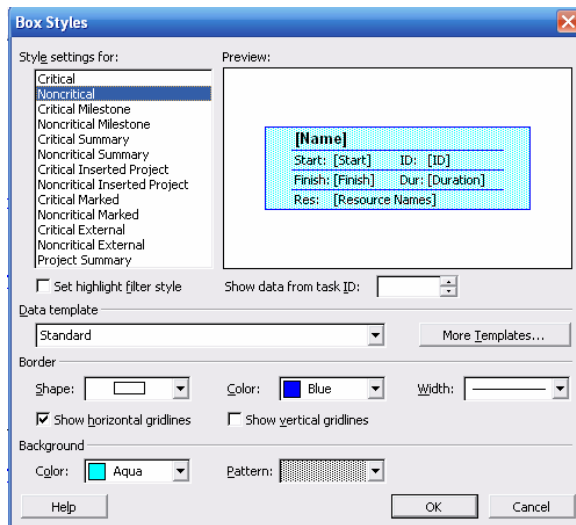 Box Styles
Style settings for:
Preview:
Critical
Noncritical
Critical Milestone
Noncritical Milestone
Critical Summary
Noncritical Summary
Critical Inserted Project
Noncritical Inserted Project
Critical Marked
Noncritical Marked
Critical External
Noncritical External
Project Summary
[Name]
Start: [Start] ID: [ID]
Finish: [Finish] Dur: [Duration]
Res: [Resource Names]
Set highlight filter style
Show data from task ID:
Data template
Standard
More Templates...
Border
Shape:
Color: Blue
Width:
Show horizontal gridlines
Show vertical gridlines
Background
Color: Aqua
Pattern:
Help
OK
Cancel